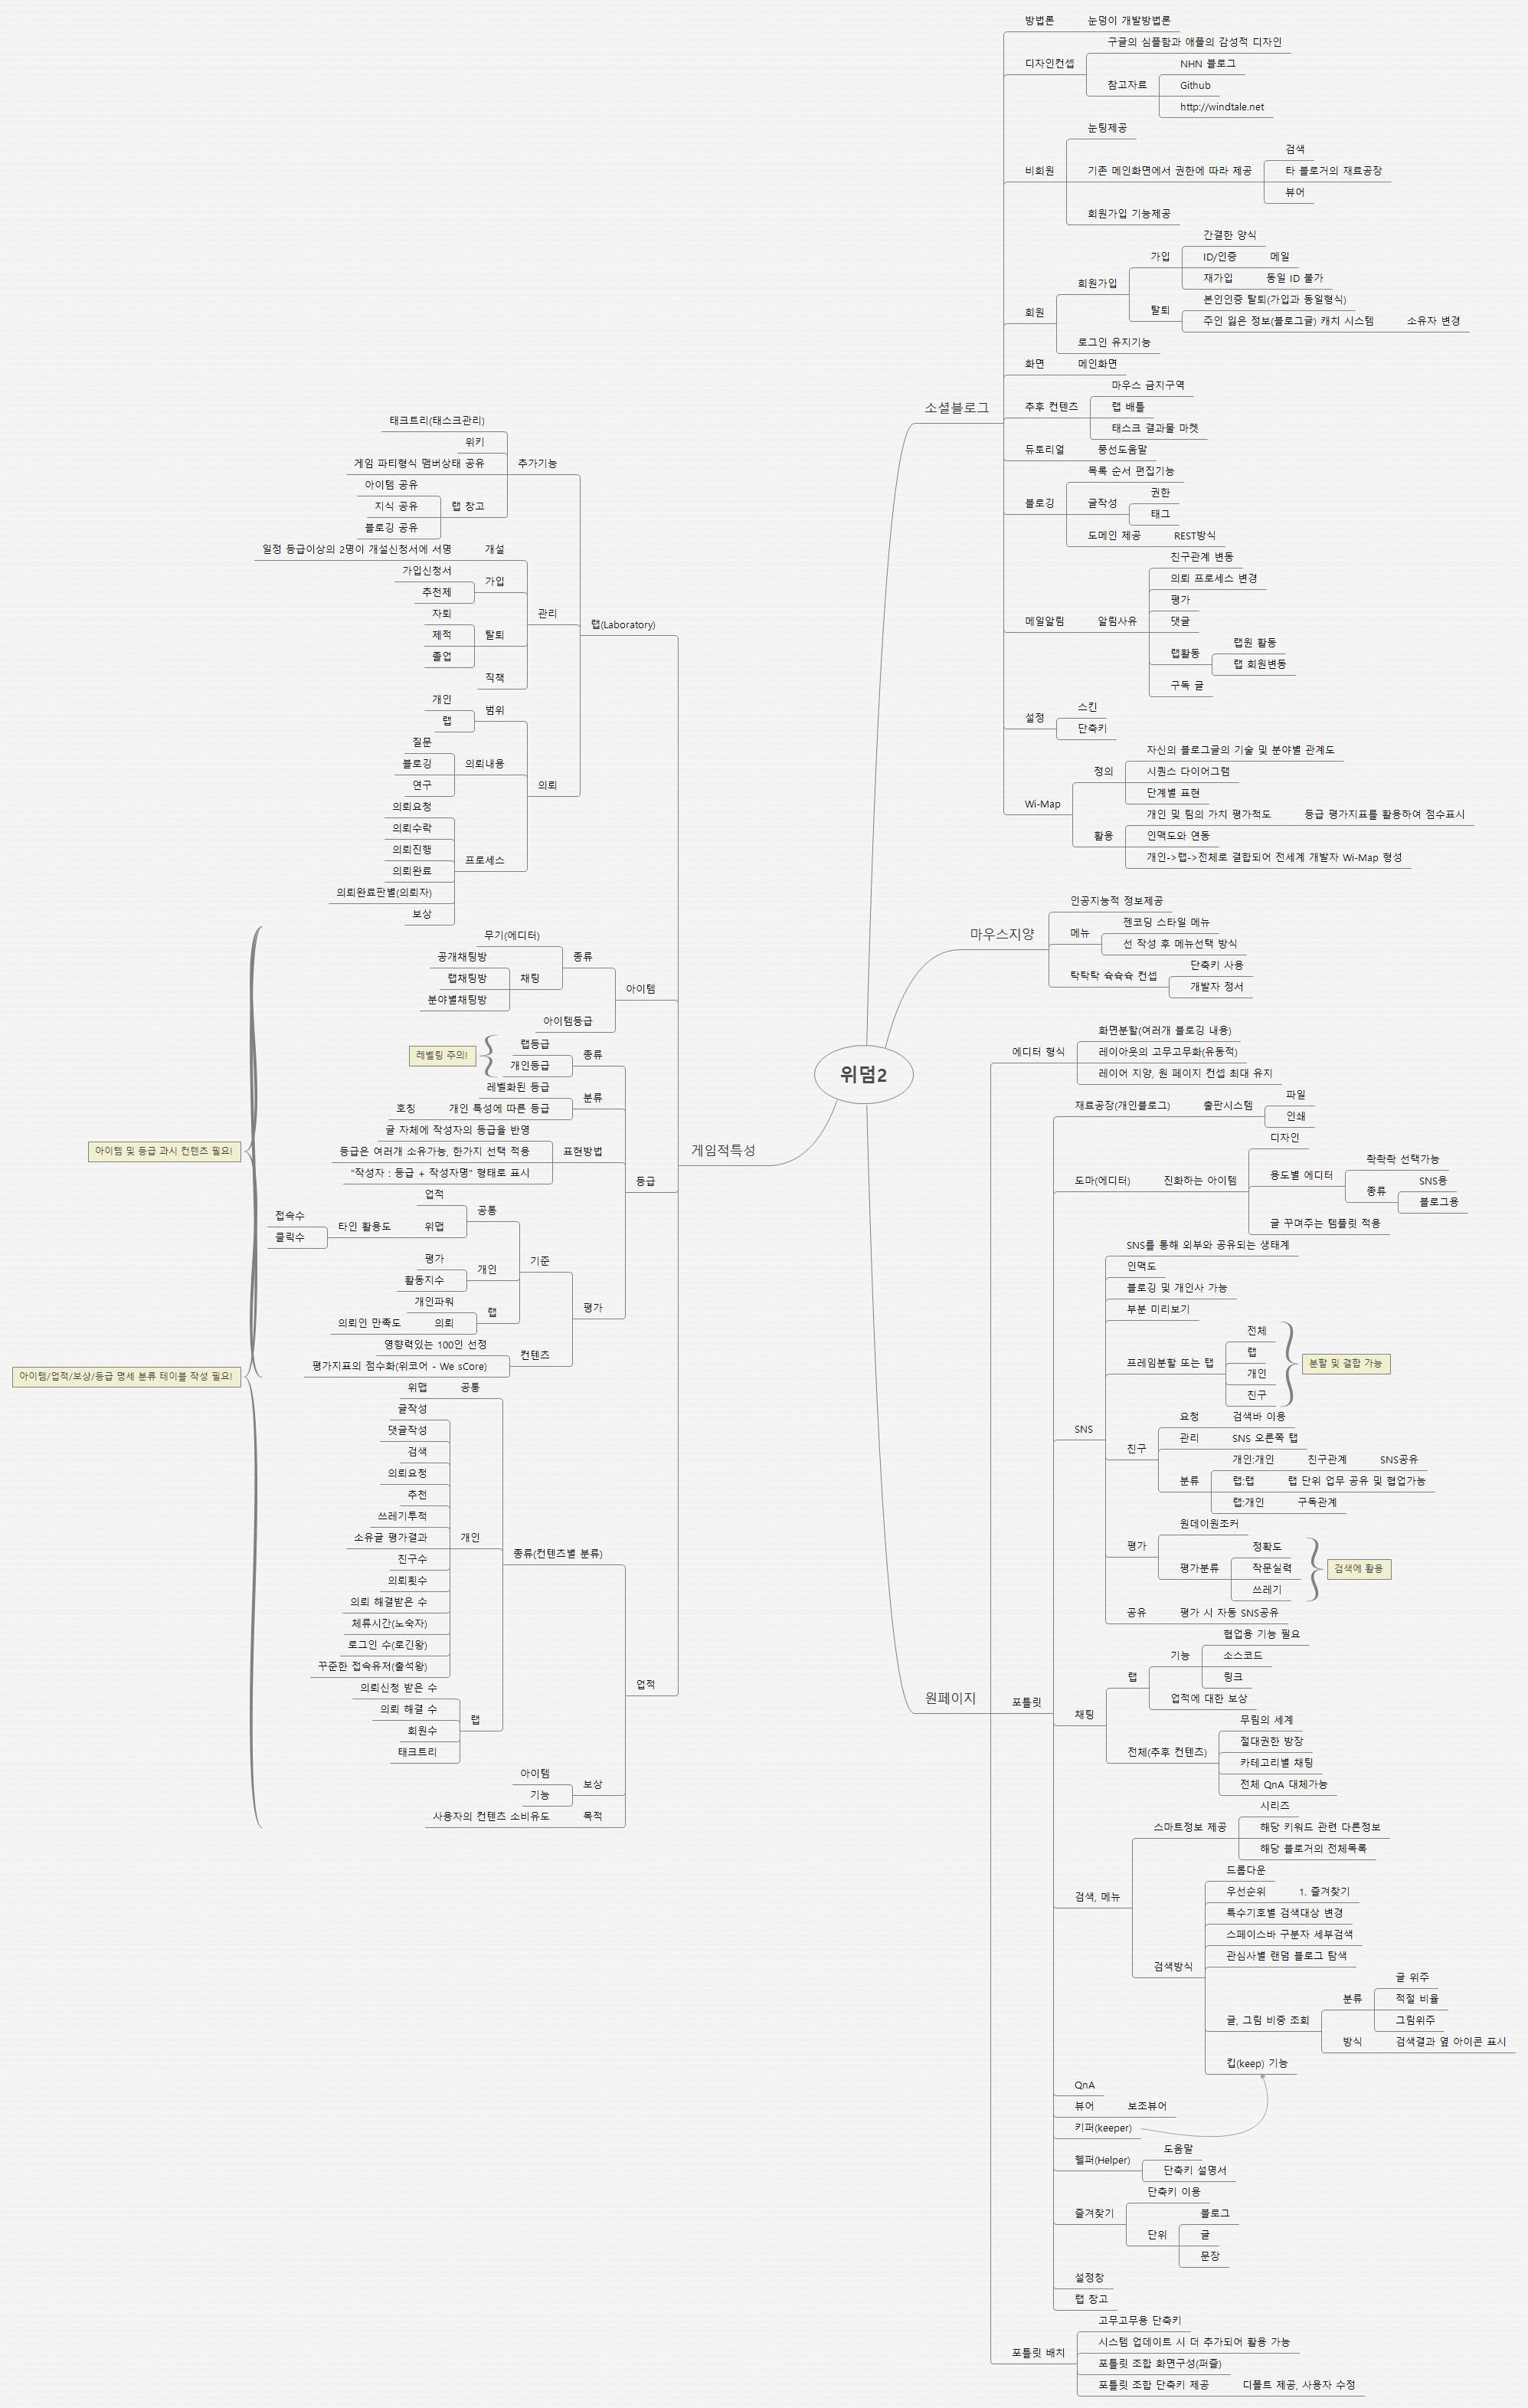 위덤2
소셜블로그
방법론
눈덩이 개발방법론
디자인컨셉
구글의 심플함과 애플의 감성적 디자인
참고자료
NHN 블로그
Github
http://windtale.net
비회원
눈팅제공
기존 메인화면에서 권한에 따라 제공
검색
타 블로거의 재료공장
뷰어
회원가입 기능제공
회원
회원가입
가입
간결한 양식
ID/인증
메일
재가입
동일 ID 불가
탈퇴
본인인증 탈퇴(가입과 동일형식)
주인 잃은 정보(블로그글) 캐치 시스템
소유자 변경
로그인 유지기능
화면
메인화면
추후 컨텐츠
마우스 금지구역
랩 배틀
태스크 결과물 마켓
듀토리얼
풍선도움말
블로깅
목록 순서 편집기능
글작성
권한
태그
도메인 제공
REST방식
메일알림
알림사유
친구관계 변동
의뢰 프로세스 변경
평가
댓글
랩활동
랩원 활동
랩 회원변동
구독 글
설정
스킨
단축키
Wi-Map
정의
자신의 블로그글의 기술 및 분야별 관계도
시퀀스 다이어그램
단계별 표현
활용
개인 및 팀의 가치 평가척도
등급 평가지표를 활용하여 점수표시
인맥도와 연동
개인->랩->전체로 결합되어 전세계 개발자 Wi-Map 형성
마우스지양
인공지능적 정보제공
메뉴
젠코딩 스타일 메뉴
선 작성 후 메뉴선택 방식
탁탁탁 슉슉슉 컨셉
단축키 사용
개발자 정서
원페이지
에디터 형식
화면분할(여러개 블로깅 내용)
레이아웃의 고무고무화(유동적)
레이어 지양, 원 페이지 컨셉 최대 유지
포틀릿
재료공장(개인블로그)
출판시스템
파일
인쇄
도마(에디터)
진화하는 아이템
디자인
용도별 에디터
촥촥촥 선택가능
종류
SNS용
블로그용
글 꾸며주는 템플릿 적용
SNS
SNS를 통해 외부와 공유되는 생태계
인맥도
블로깅 및 개인사 가능
부분 미리보기
프레임분할 또는 탭
전체
랩
개인
친구
분할 및 결합 가능
친구
요청
검색바 이용
관리
SNS 오른쪽 탭
분류
개인:개인
친구관계
SNS공유
랩:랩
랩 단위 업무 공유 및 협업가능
랩:개인
구독관계
평가
원데이원조커
평가분류
정확도
작문실력
쓰레기
검색에 활용
공유
평가 시 자동 SNS공유
채팅
랩
기능
협업용 기능 필요
소스코드
링크
업적에 대한 보상
전체(추후 컨텐츠)
무림의 세계
절대권한 방장
카테고리별 채팅
전체 QnA 대체가능
검색, 메뉴
스마트정보 제공
시리즈
해당 키워드 관련 다른정보
해당 블로거의 전체목록
검색방식
드롭다운
우선순위
1. 즐겨찾기
특수기호별 검색대상 변경
스페이스바 구분자 세부검색
관심사별 랜덤 블로그 탐색
글, 그림 비중 조회
분류
글 위주
적절 비율
그림위주
방식
검색결과 옆 아이콘 표시
킵(keep) 기능
QnA
뷰어
보조뷰어
키퍼(keeper)
헬퍼(Helper)
도움말
단축키 설명서
즐겨찾기
단축키 이용
단위
블로그
글
문장
설정창
랩 창고
포틀릿 배치
고무고무용 단축키
시스템 업데이트 시 더 추가되어 활용 가능
포틀릿 조합 화면구성(퍼즐)
포틀릿 조합 단축키 제공
디폴트 제공, 사용자 수정
게임적특성
랩(Laboratory)
추가기능
태크트리(태스크관리)
위키
게임 파티형식 맴버상태 공유
랩 창고
아이템 공유
지식 공유
블로깅 공유
관리
개설
일정 등급이상의 2명이 개설신청서에 서명
가입
가입신청서
추천제
탈퇴
자퇴
제적
졸업
직책
의뢰
범위
개인
랩
의뢰내용
질문
블로깅
연구
프로세스
의뢰요청
의뢰수락
의뢰진행
의뢰완료
의뢰완료판별(의뢰자)
보상
아이템
종류
무기(에디터)
채팅
공개채팅방
랩채팅방
분야별채팅방
아이템등급
등급
종류
랩등급
개인등급
레벨링 주의!
분류
레벨화된 등급
개인 특성에 따른 등급
호칭
표현방법
글 자체에 작성자의 등급을 반영
등급은 여러개 소유가능, 한가지 선택 적용
"작성자 : 등급 + 작성자명" 형태로 표시
평가
기준
공통
업적
위맵
타인 활용도
접속수
클릭수
개인
평가
활동지수
랩
개인파워
의뢰
의뢰인 만족도
컨텐츠
영향력있는 100인 선정
평가지표의 점수화(위코어 - We sCore)
아이템 및 등급 과시 컨텐츠 필요!
아이템/업적/보상/등급 명세 분류 테이블 작성 필요!
업적
종류(컨텐츠별 분류)
공통
위맵
개인
글작성
댓글작성
검색
의뢰요청
추천
쓰레기투척
소유글 평가결과
친구수
의뢰횟수
의뢰 해결받은 수
체류시간(노숙자)
로그인 수(로긴왕)
꾸준한 접속유저(출석왕)
랩
의뢰신청 받은 수
의뢰 해결 수
회원수
태크트리
보상
아이템
기능
목적
사용자의 컨텐츠 소비유도